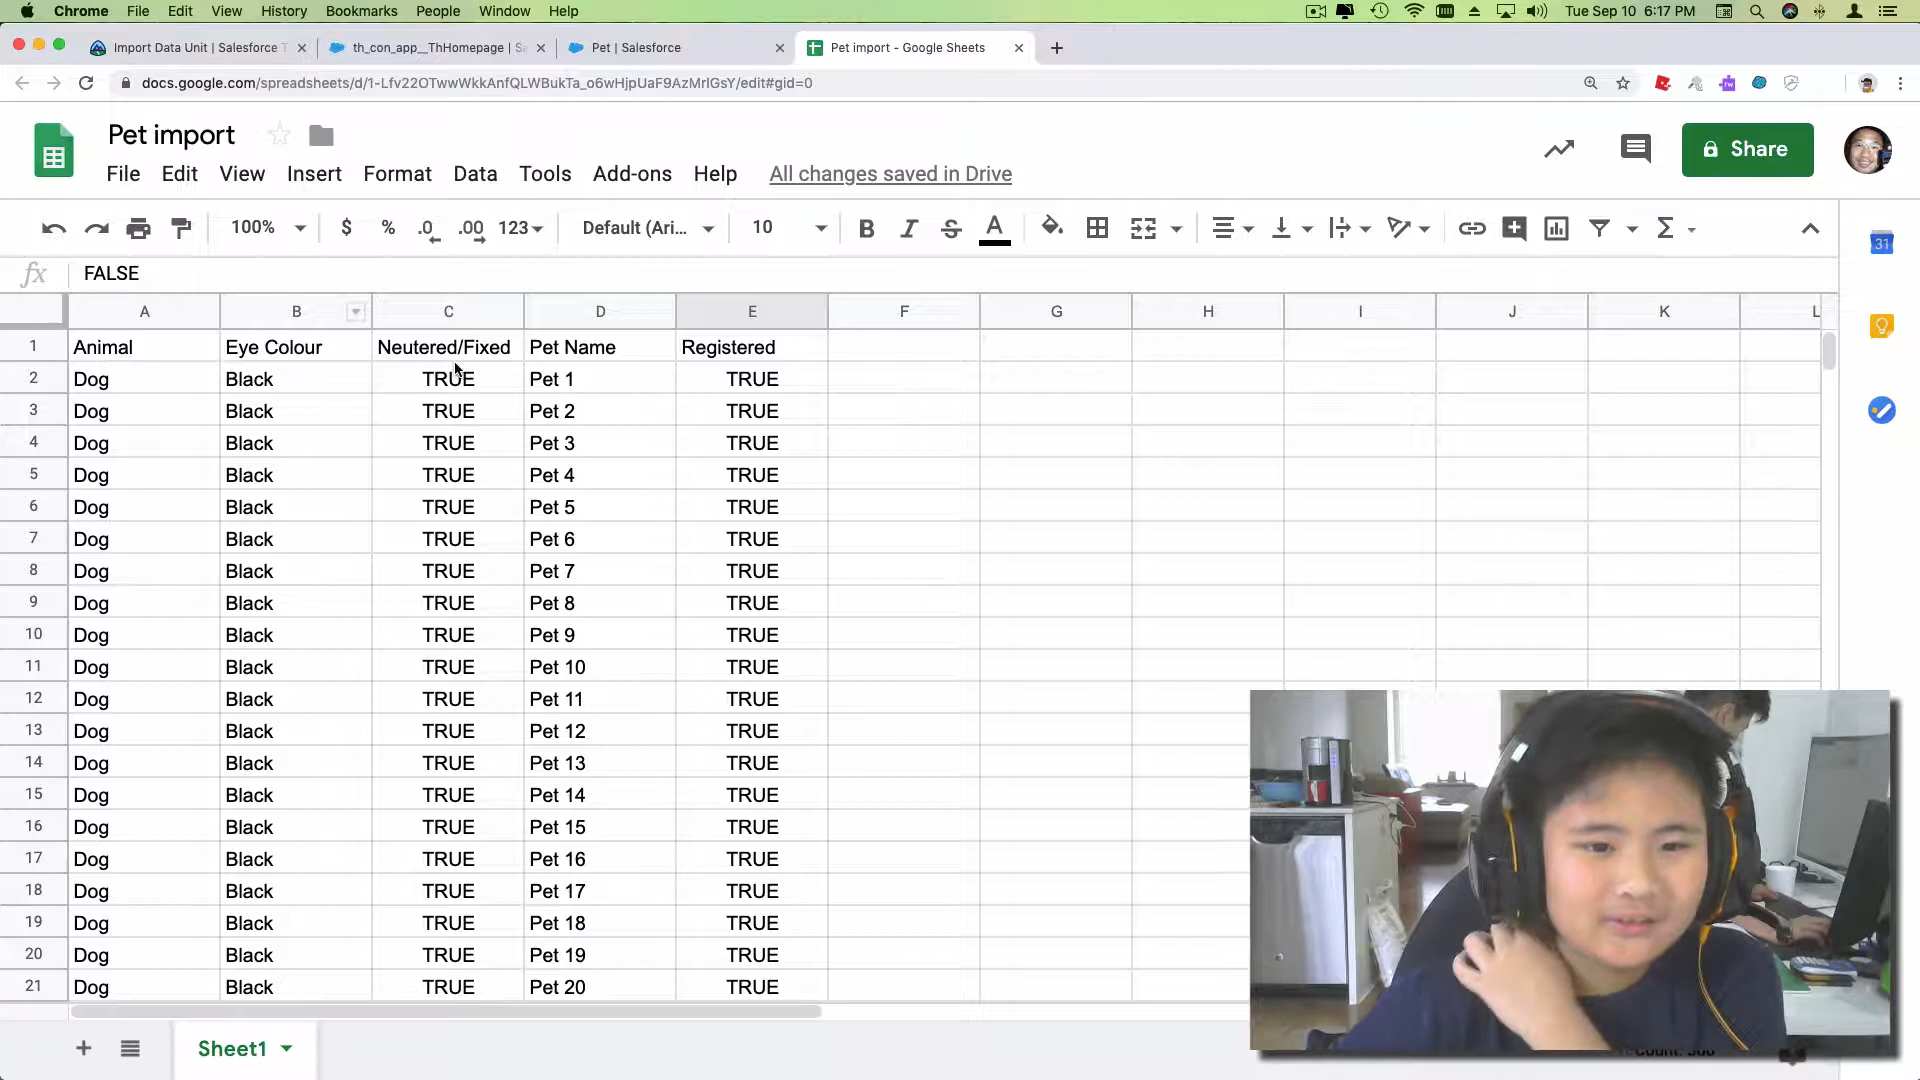 Chrome File Edit View History Bookmarks People Window Help Tue Sep 10 6:17 PM
Import Data Unit | Salesforce T th_con_app__ThHomepage | Sa Pet | Salesforce Pet import - Google Sheets
docs.google.com/spreadsheets/d/1-Lfv22OTwwWkkAnfQLWBukTa_o6wHjpUaF9AzMrlGsY/edit#gid=0
Pet import
Share
File Edit View Insert Format Data Tools Add-ons Help All changes saved in Drive
100% $ % .0 .00 123 Default (Ari... 10 B I S A Σ
31
fx FALSE
A B C D E F G H I J K L
1 Animal Eye Colour Neutered/Fixed Pet Name Registered
2 Dog Black TRUE Pet 1 TRUE
3 Dog Black TRUE Pet 2 TRUE
4 Dog Black TRUE Pet 3 TRUE
5 Dog Black TRUE Pet 4 TRUE
6 Dog Black TRUE Pet 5 TRUE
7 Dog Black TRUE Pet 6 TRUE
8 Dog Black TRUE Pet 7 TRUE
9 Dog Black TRUE Pet 8 TRUE
10 Dog Black TRUE Pet 9 TRUE
11 Dog Black TRUE Pet 10 TRUE
12 Dog Black TRUE Pet 11 TRUE
13 Dog Black TRUE Pet 12 TRUE
14 Dog Black TRUE Pet 13 TRUE
15 Dog Black TRUE Pet 14 TRUE
16 Dog Black TRUE Pet 15 TRUE
17 Dog Black TRUE Pet 16 TRUE
18 Dog Black TRUE Pet 17 TRUE
19 Dog Black TRUE Pet 18 TRUE
20 Dog Black TRUE Pet 19 TRUE
21 Dog Black TRUE Pet 20 TRUE
Sheet1